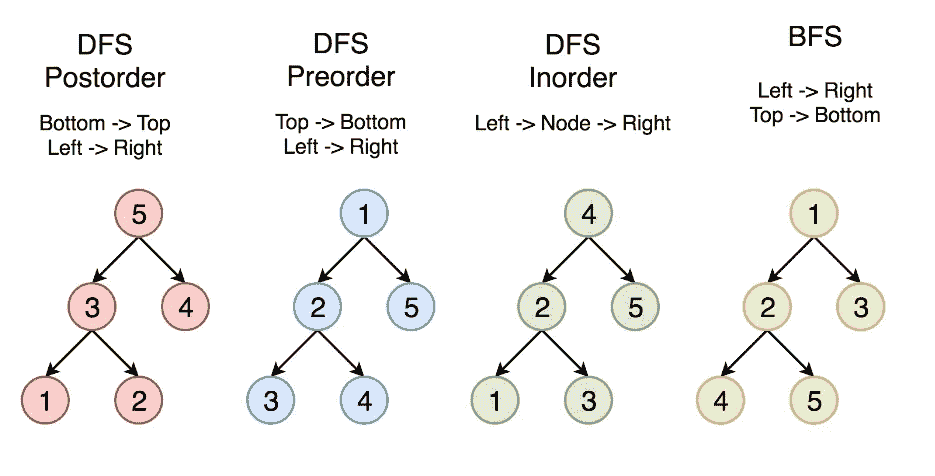 DFS
Postorder
Bottom -> Top
Left -> Right
5
3
4
1
2
DFS
Preorder
Top -> Bottom
Left -> Right
1
2
5
3
4
DFS
Inorder
Left -> Node -> Right
4
2
5
1
3
BFS
Left -> Right
Top -> Bottom
1
2
3
4
5